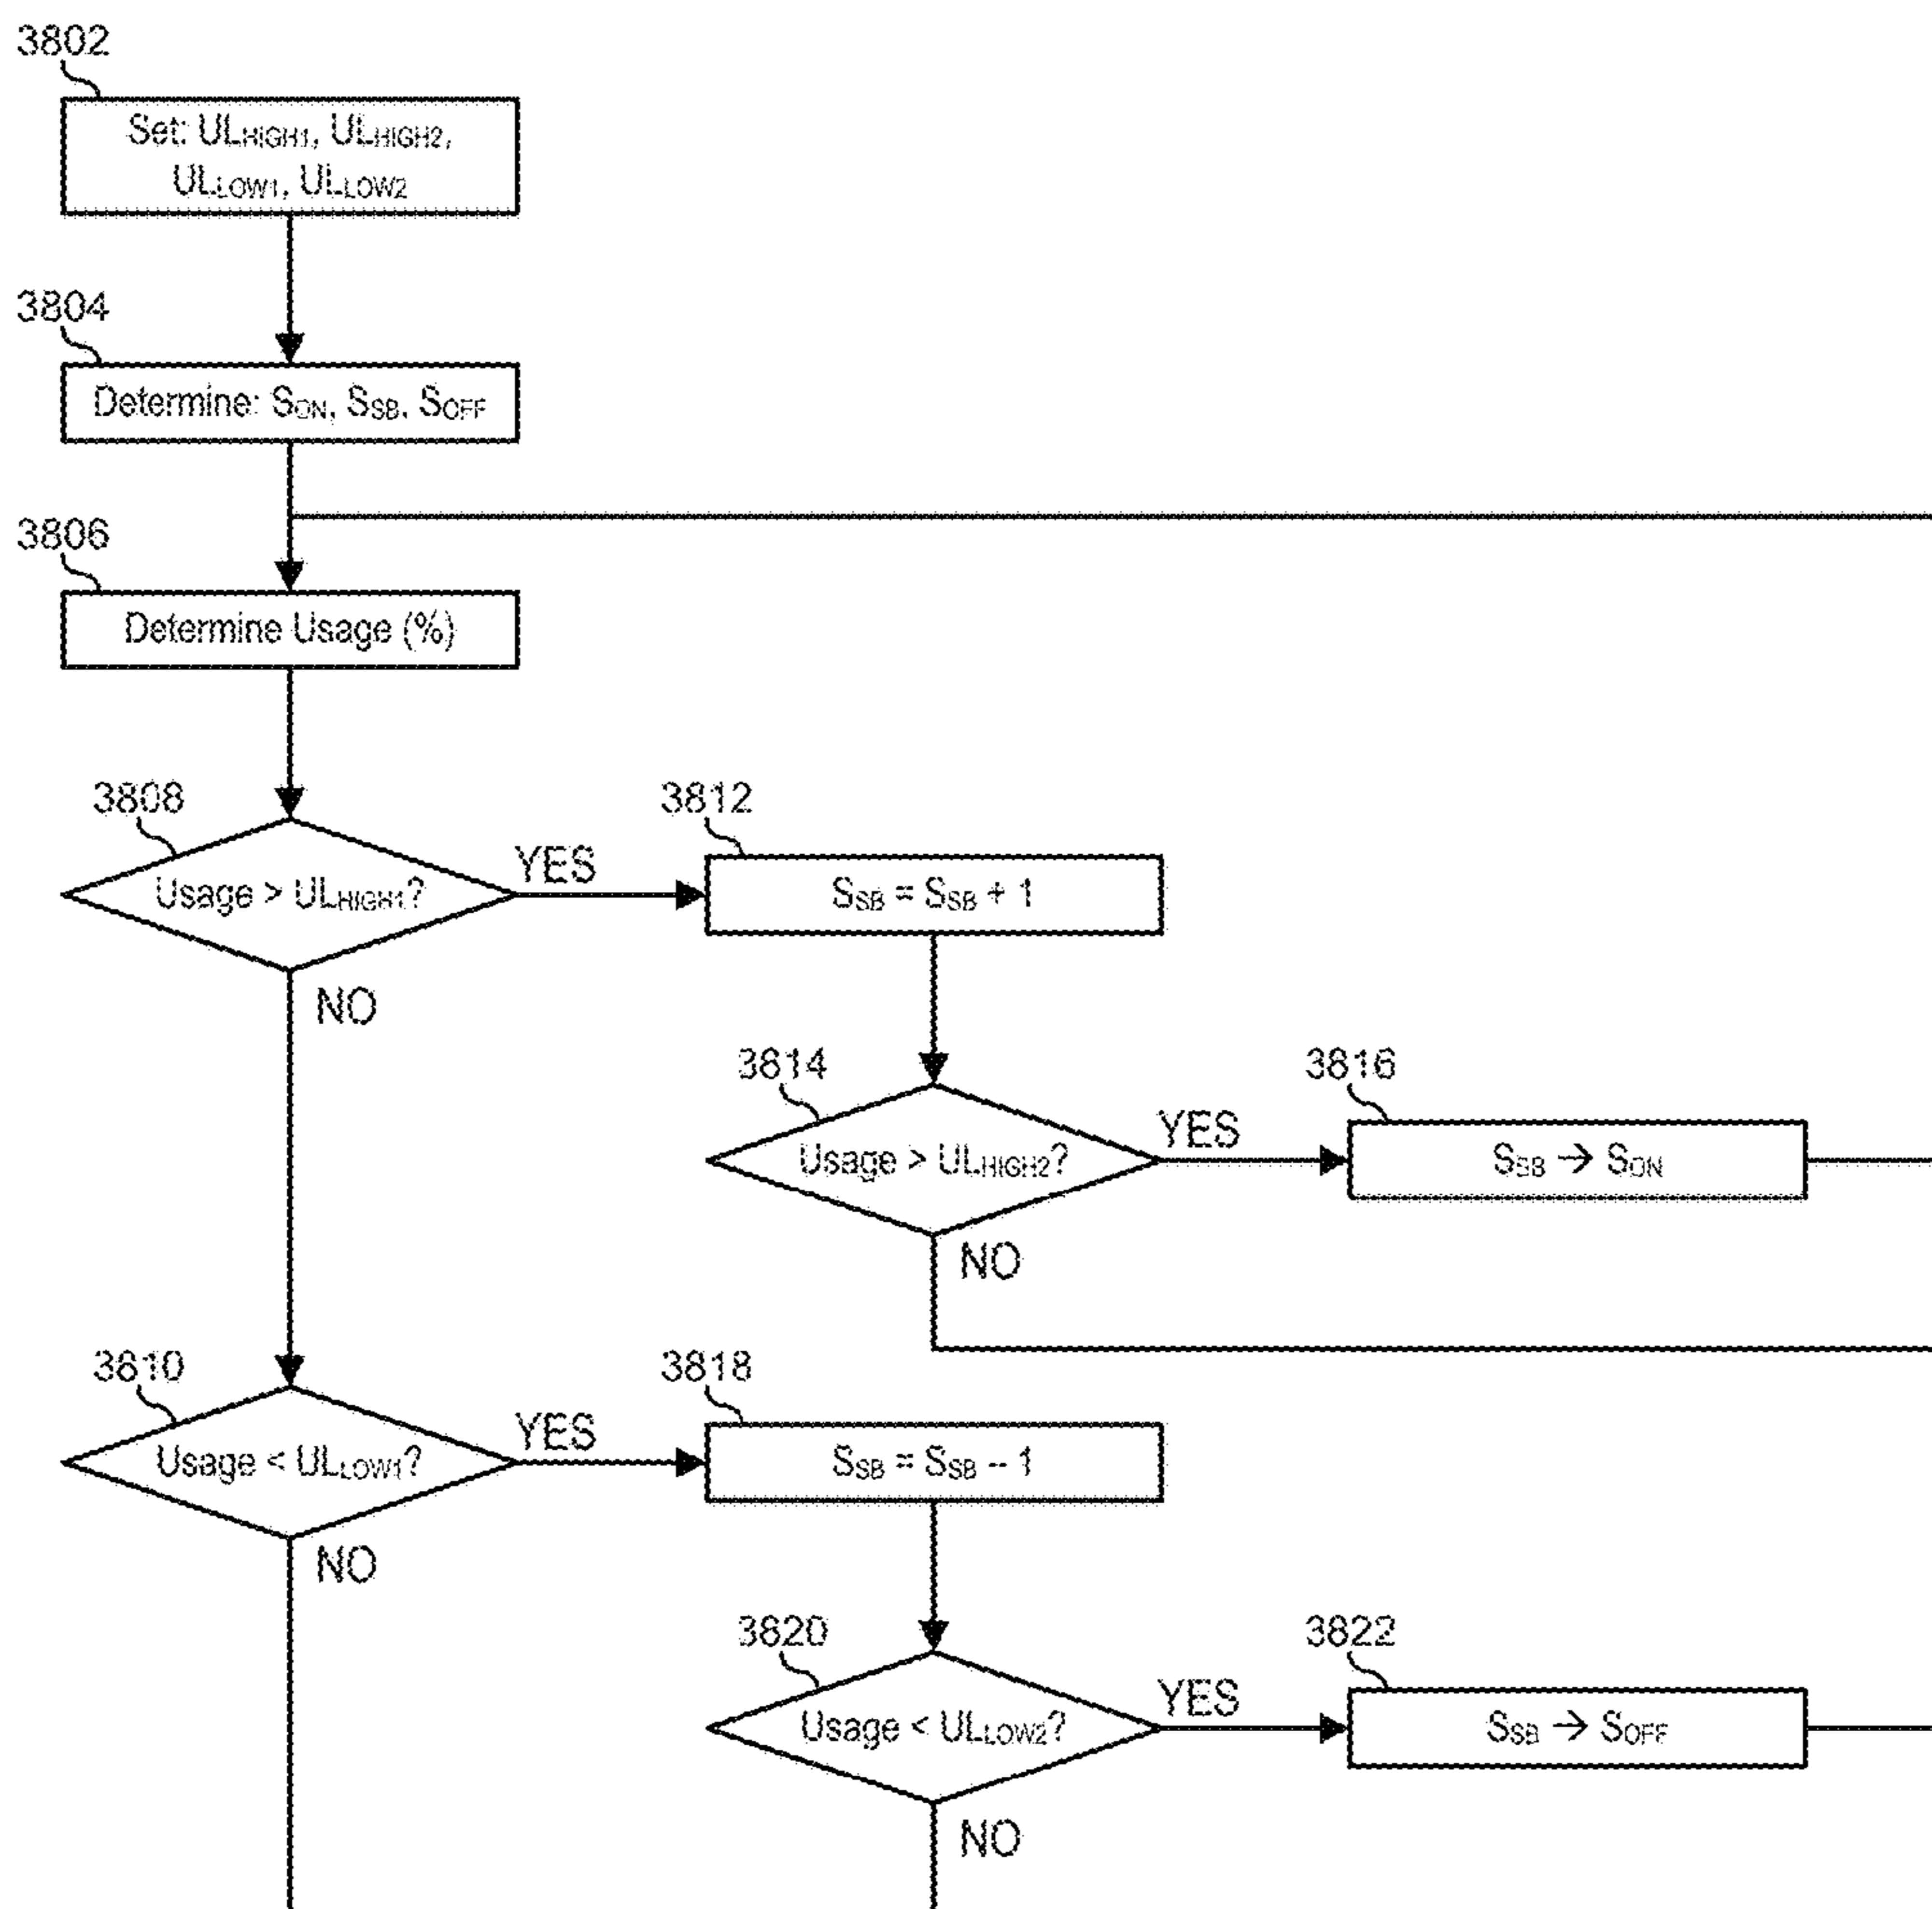 3802
Set: ULHIGH1, ULHIGH2,
ULLOW1, ULLOW2
3804
Determine: SON, SSB, SOFF
3806
Determine Usage (%)
3808
Usage > ULHIGH1?
YES
NO
3812
SSB = SSB + 1
3814
Usage > ULHIGH2?
YES
NO
3816
SSB → SON
3810
Usage < ULLOW1?
YES
NO
3818
SSB = SSB – 1
3820
Usage < ULLOW2?
YES
NO
3822
SSB → SOFF